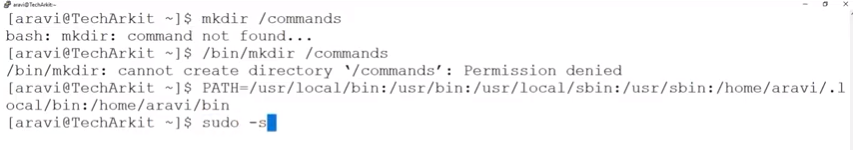 aravi@TechArkit:~
[aravi@TechArkit ~]$ mkdir /commands
bash: mkdir: command not found...
[aravi@TechArkit ~]$ /bin/mkdir /commands
/bin/mkdir: cannot create directory ‘/commands’: Permission denied
[aravi@TechArkit ~]$ PATH=/usr/local/bin:/usr/bin:/usr/local/sbin:/usr/sbin:/home/aravi/.l
ocal/bin:/home/aravi/bin
[aravi@TechArkit ~]$ sudo -s